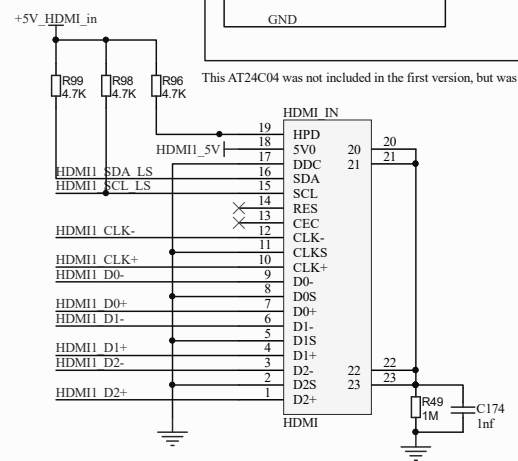 +5V_HDMI_in
GND
R99
4.7K
R98
4.7K
R96
4.7K
This AT24C04 was not included in the first version, but was
HDMI_IN
19 HPD
HDMI1_5V 18 5V0 20 20
17 DDC 21 21
HDMI1_SDA_LS 16 SDA
HDMI1_SCL_LS 15 SCL
14 RES
13 CEC
HDMI1_CLK- 12 CLK-
11 CLKS
HDMI1_CLK+ 10 CLK+
HDMI1_D0- 9 D0-
8 D0S
HDMI1_D0+ 7 D0+
HDMI1_D1- 6 D1-
5 D1S
HDMI1_D1+ 4 D1+
HDMI1_D2- 3 D2- 22 22
2 D2S 23 23
HDMI1_D2+ 1 D2+
HDMI
R49
1M
C174
1nf